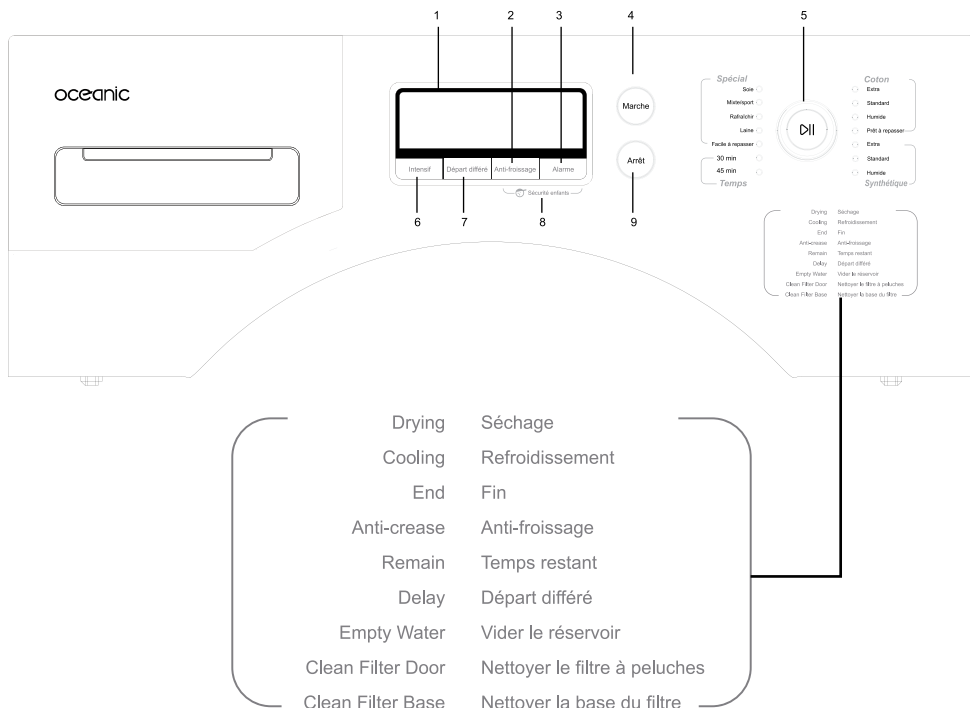 1
2
3
4
5
oceanic
Marche
Arrêt
Intensif
Départ différé
Anti-froissage
Alarme
Sécurité enfants
6
7
8
9
Spécial
Soie
Mixte/sport
Rafraîchir
Laine
Facile à repasser
30 min
45 min
Temps
Coton
Extra
Standard
Humide
Prêt à repasser
Extra
Standard
Humide
Synthétique
Drying Séchage
Cooling Refroidissement
End Fin
Anti-crease Anti-froissage
Remain Temps restant
Delay Départ différé
Empty Water Vider le réservoir
Clean Filter Door Nettoyer le filtre à peluches
Clean Filter Base Nettoyer la base du filtre
Drying Séchage
Cooling Refroidissement
End Fin
Anti-crease Anti-froissage
Remain Temps restant
Delay Départ différé
Empty Water Vider le réservoir
Clean Filter Door Nettoyer le filtre à peluches
Clean Filter Base Nettoyer la base du filtre